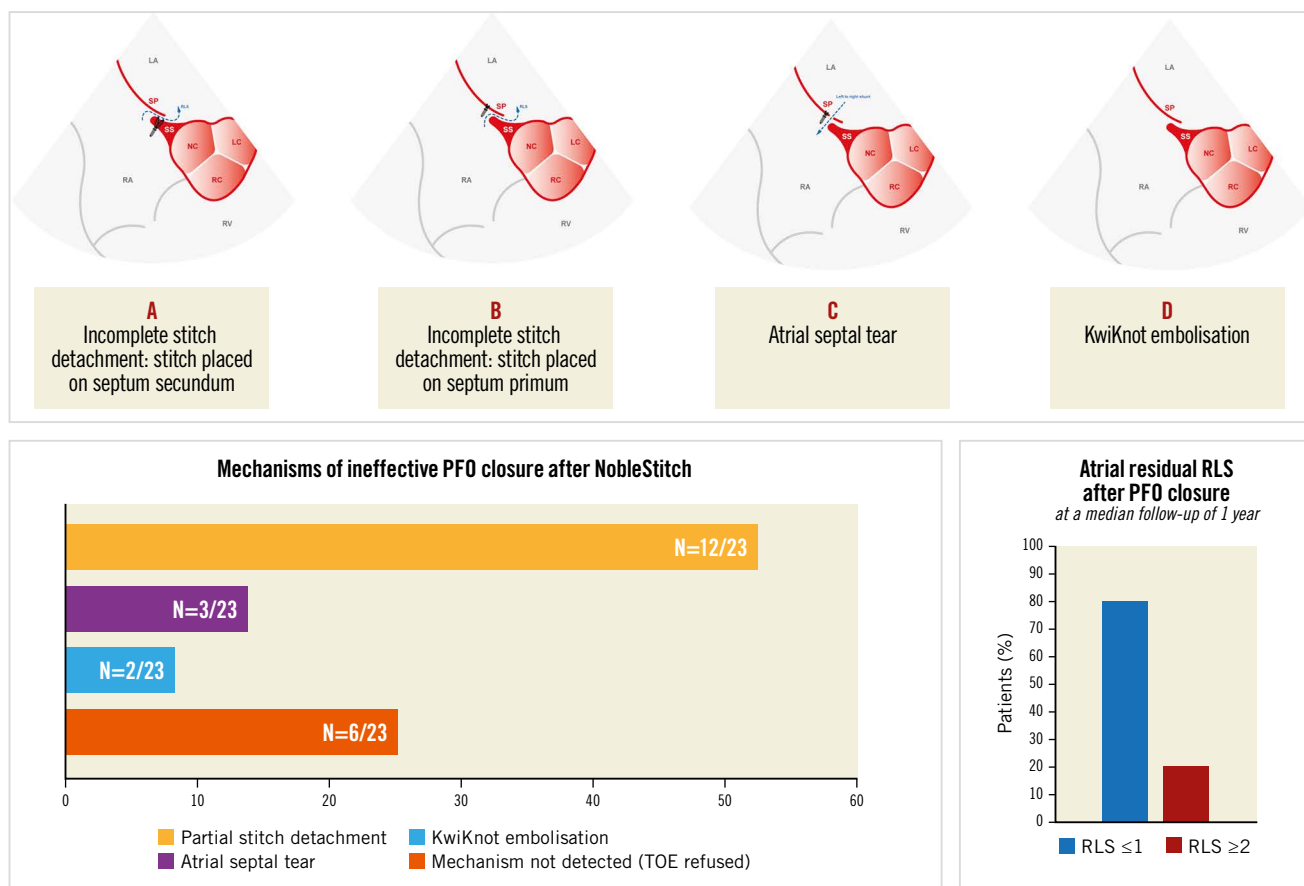 LA
SP
RLS
SS
NC
LC
RC
RA
RV
LA
SP
RLS
SS
NC
LC
RC
RA
RV
LA
Left to right shunt
SP
SS
NC
LC
RC
RA
RV
LA
SP
SS
NC
LC
RC
RA
RV
A
Incomplete stitch
detachment: stitch placed
on septum secundum
B
Incomplete stitch
detachment: stitch placed
on septum primum
C
Atrial septal tear
D
KwiKnot embolisation
Mechanisms of ineffective PFO closure after NobleStitch
N=12/23
N=3/23
N=2/23
N=6/23
0 10 20 30 40 50 60
Partial stitch detachment
KwiKnot embolisation
Atrial septal tear
Mechanism not detected (TOE refused)
Atrial residual RLS
after PFO closure
at a median follow-up of 1 year
Patients (%)
100
90
80
70
60
50
40
30
20
10
0
RLS ≤1 RLS ≥2